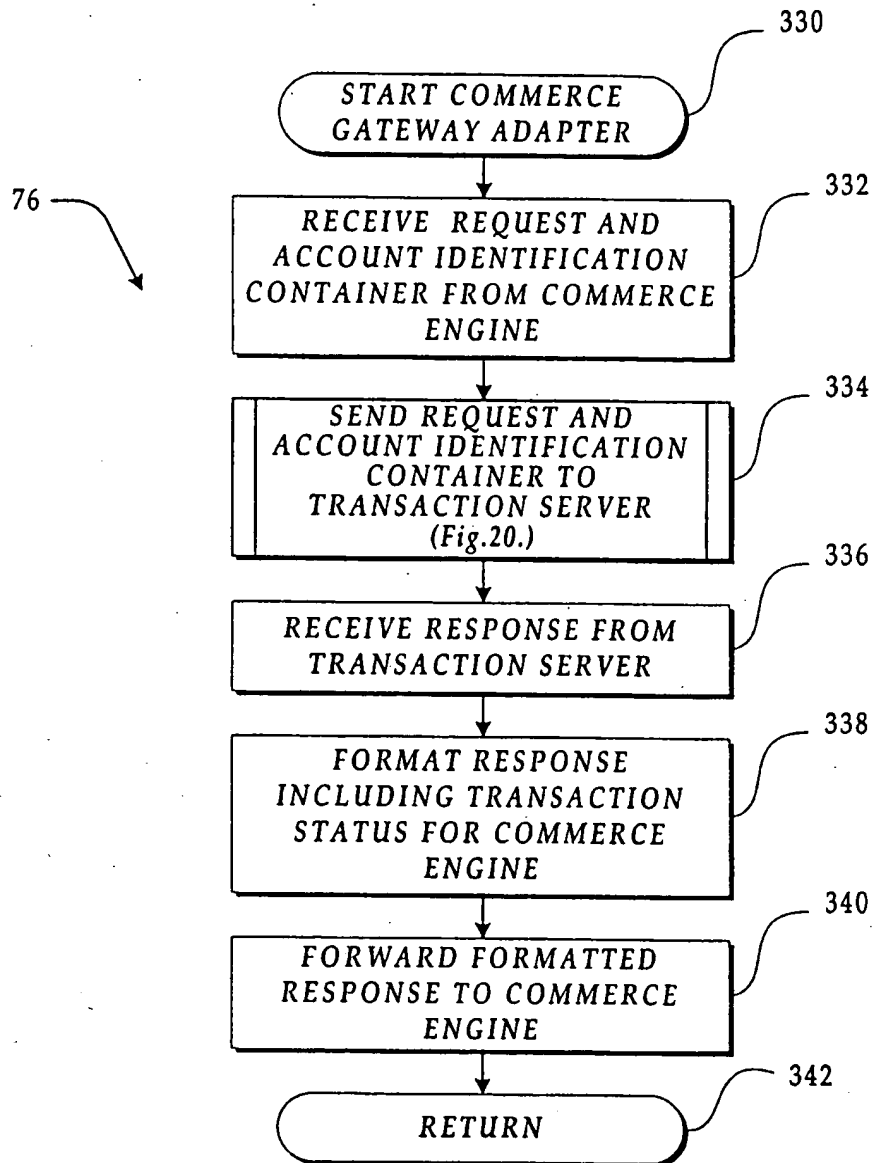 330
START COMMERCE
GATEWAY ADAPTER
76
332
RECEIVE REQUEST AND
ACCOUNT IDENTIFICATION
CONTAINER FROM COMMERCE
ENGINE
334
SEND REQUEST AND
ACCOUNT IDENTIFICATION
CONTAINER TO
TRANSACTION SERVER
(Fig.20.)
336
RECEIVE RESPONSE FROM
TRANSACTION SERVER
338
FORMAT RESPONSE
INCLUDING TRANSACTION
STATUS FOR COMMERCE
ENGINE
340
FORWARD FORMATTED
RESPONSE TO COMMERCE
ENGINE
342
RETURN